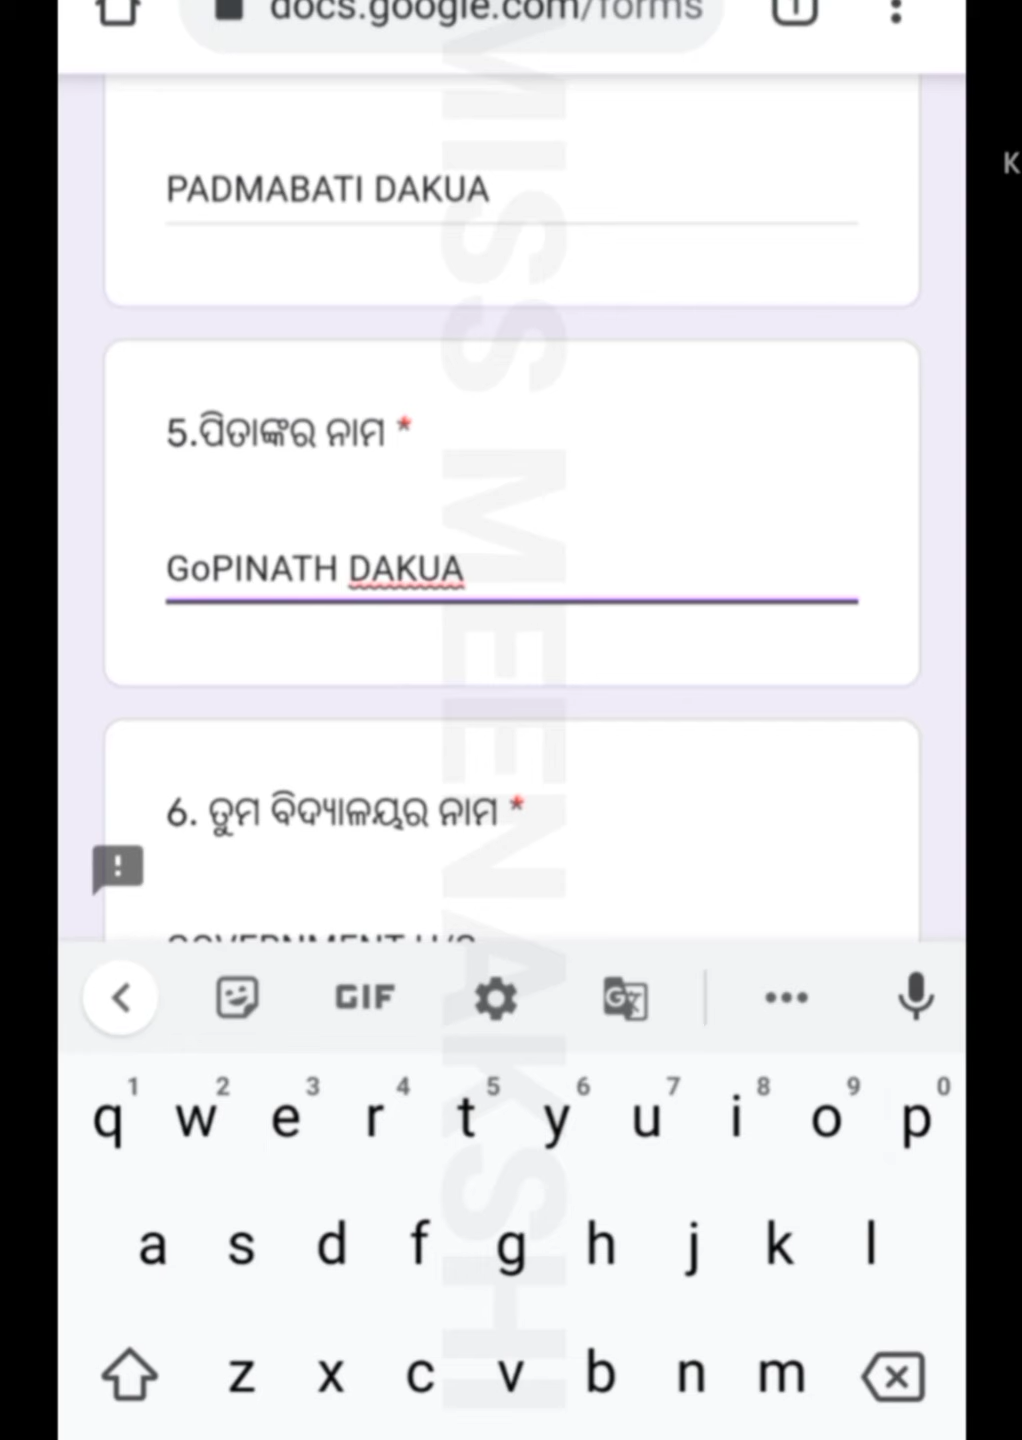 docs.google.com/forms
K
PADMABATI DAKUA
5.ପିତାଙ୍କର ନାମ *
GoPINATH DAKUA
6. ତୁମ ବିଦ୍ୟାଳୟର ନାମ *
GOVERNMENT U/S
GIF
1 2 3 4 5 6 7 8 9 0
q w e r t y u i o p
a s d f g h j k l
z x c v b n m
MISS MEENAKSHI